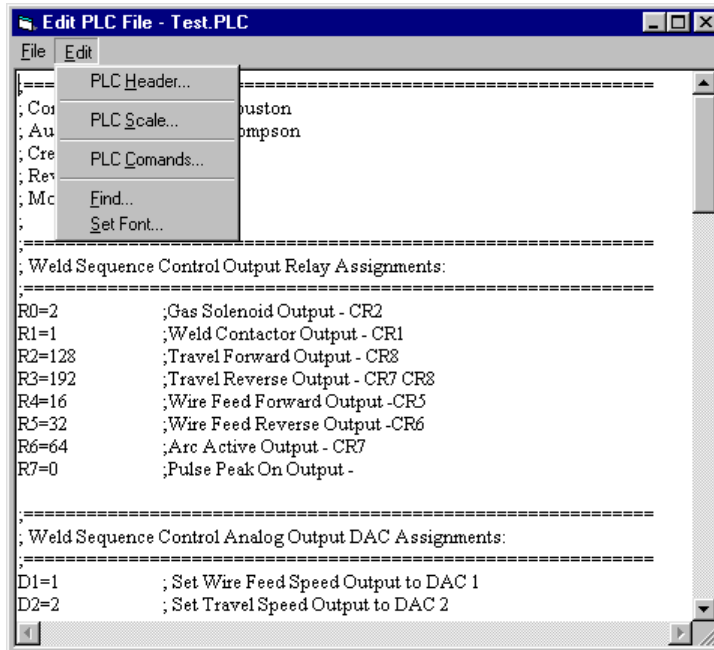 Edit PLC File - Test.PLC
File Edit
PLC Header...
PLC Scale...
PLC Comands...
Find...
Set Font...
;==========================================================
; Co uston
; Au ompson
; Cre
; Rev
; Mo
;
;==========================================================
; Weld Sequence Control Output Relay Assignments:
;==========================================================
R0=2 ;Gas Solenoid Output - CR2
R1=1 ;Weld Contactor Output - CR1
R2=128 ;Travel Forward Output - CR8
R3=192 ;Travel Reverse Output - CR7 CR8
R4=16 ;Wire Feed Forward Output -CR5
R5=32 ;Wire Feed Reverse Output -CR6
R6=64 ;Arc Active Output - CR7
R7=0 ;Pulse Peak On Output -
;==========================================================
; Weld Sequence Control Analog Output DAC Assignments:
;==========================================================
D1=1 ; Set Wire Feed Speed Output to DAC 1
D2=2 ; Set Travel Speed Output to DAC 2